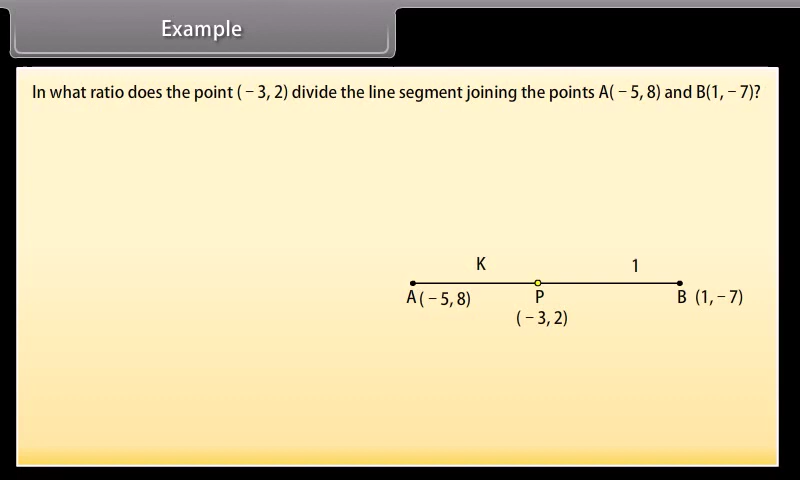 Example
In what ratio does the point ( – 3, 2) divide the line segment joining the points A( – 5, 8) and B(1, – 7)?
K 1
A ( – 5, 8) P B (1, – 7)
( – 3, 2)